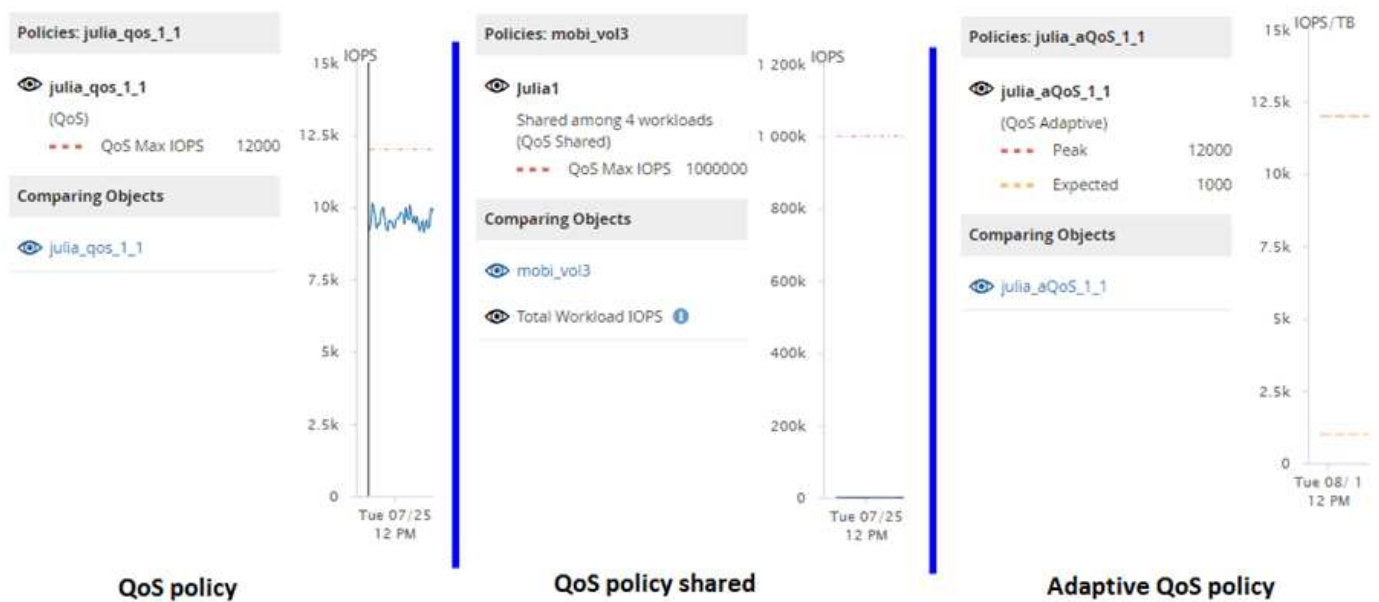 Policies: julia_qos_1_1
julia_qos_1_1
(QoS)
QoS Max IOPS 12000
Comparing Objects
julia_qos_1_1
IOPS
15k
12.5k
10k
7.5k
5k
2.5k
0
Tue 07/25
12 PM
QoS policy
Policies: mobi_vol3
Julia1
Shared among 4 workloads
(QoS Shared)
QoS Max IOPS 1000000
Comparing Objects
mobi_vol3
Total Workload IOPS
IOPS
1 200k
1 000k
800k
600k
400k
200k
0
Tue 07/25
12 PM
QoS policy shared
Policies: julia_aQoS_1_1
julia_aQoS_1_1
(QoS Adaptive)
Peak 12000
Expected 1000
Comparing Objects
julia_aQoS_1_1
IOPS/TB
15k
12.5k
10k
7.5k
5k
2.5k
0
Tue 08/ 1
12 PM
Adaptive QoS policy